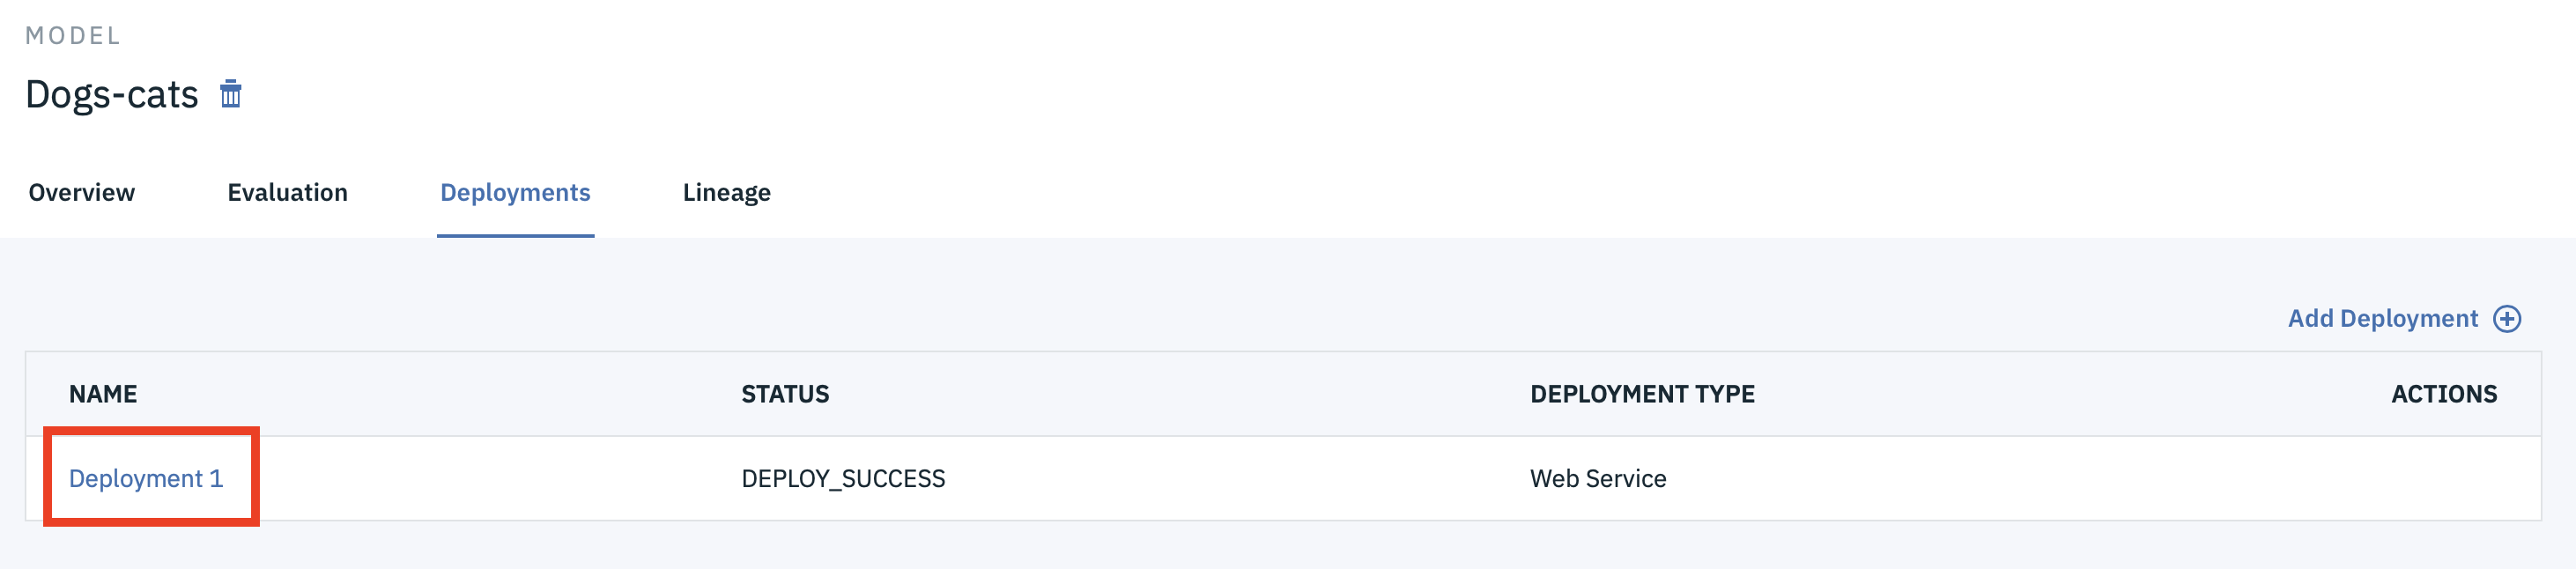 MODEL
Dogs-cats
Overview Evaluation Deployments Lineage
Add Deployment
NAME STATUS DEPLOYMENT TYPE ACTIONS
Deployment 1 DEPLOY_SUCCESS Web Service